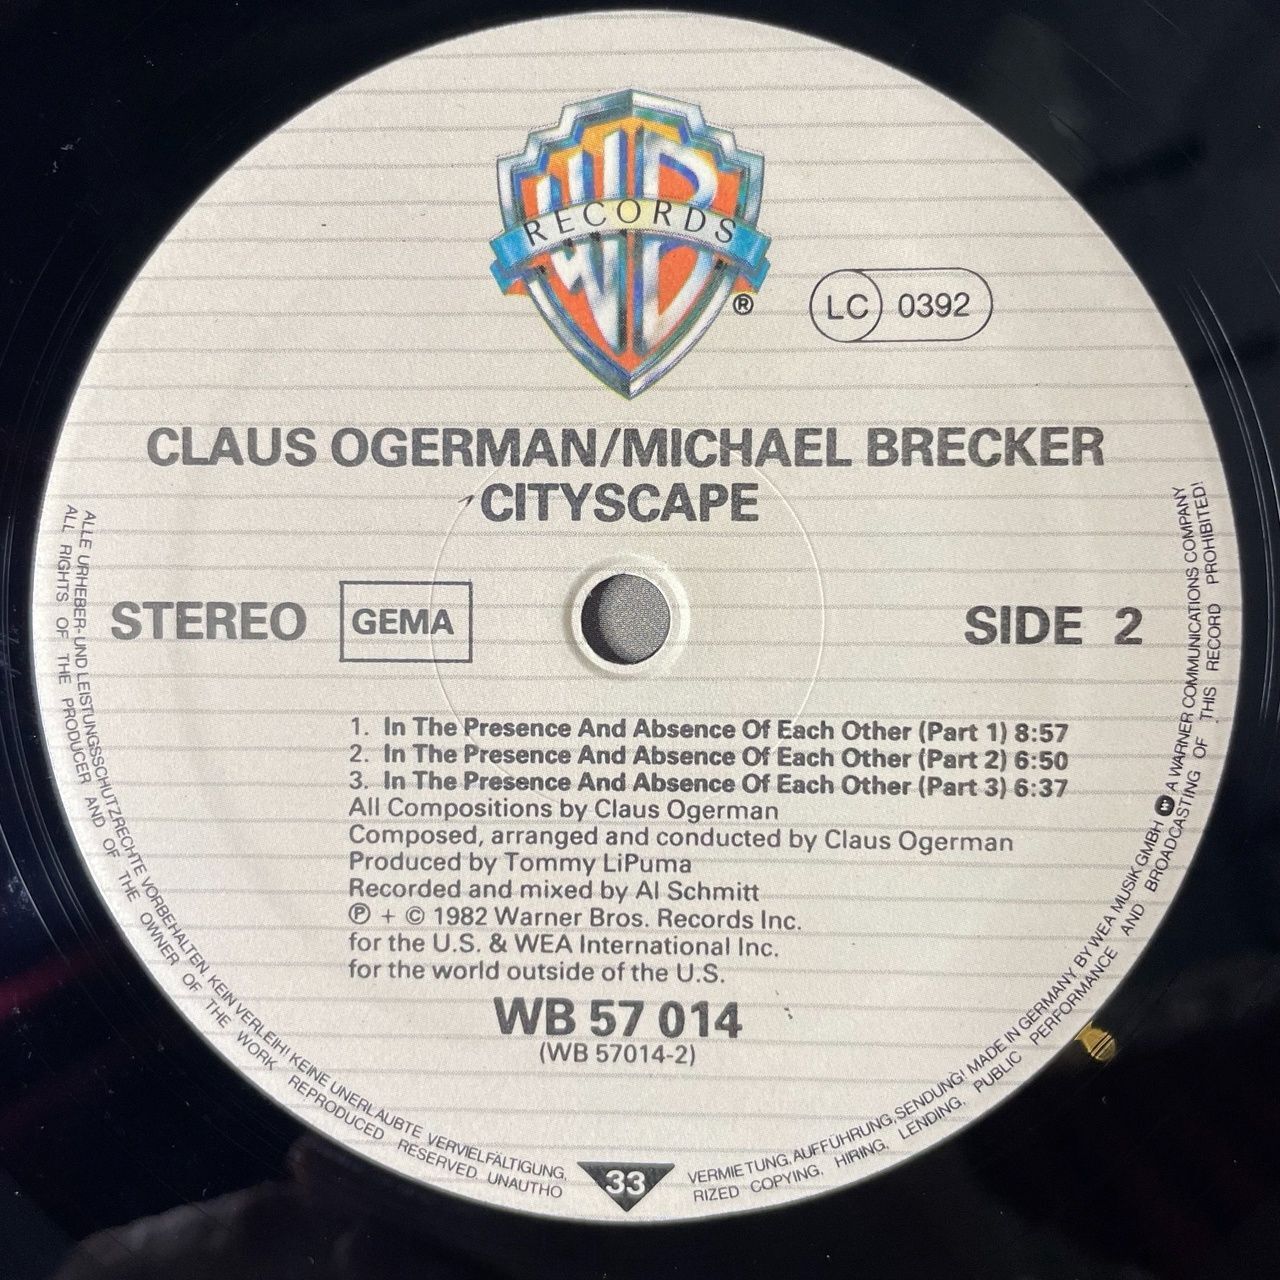 WB
RECORDS
®
LC 0392
CLAUS OGERMAN/MICHAEL BRECKER
CITYSCAPE
STEREO
GEMA
SIDE 2
1. In The Presence And Absence Of Each Other (Part 1) 8:57
2. In The Presence And Absence Of Each Other (Part 2) 6:50
3. In The Presence And Absence Of Each Other (Part 3) 6:37
All Compositions by Claus Ogerman
Composed, arranged and conducted by Claus Ogerman
Produced by Tommy LiPuma
Recorded and mixed by Al Schmitt
℗ + © 1982 Warner Bros. Records Inc.
for the U.S. & WEA International Inc.
for the world outside of the U.S.
WB 57 014
(WB 57014-2)
33
ALLE URHEBER-UND LEISTUNGSSCHUTZRECHTE VORBEHALTEN KEIN VERLEIH! KEINE UNERLAUBTE VERVIELFÄLTIGUNG, VERMIETUNG, AUFFÜHRUNG, SENDUNG! MADE IN GERMANY BY WEA MUSIK GMBH W A WARNER COMMUNICATIONS COMPANY
ALL RIGHTS OF THE PRODUCER AND OF THE OWNER OF THE WORK REPRODUCED RESERVED. UNAUTHORIZED COPYING, HIRING, LENDING, PUBLIC PERFORMANCE AND BROADCASTING OF THIS RECORD PROHIBITED!